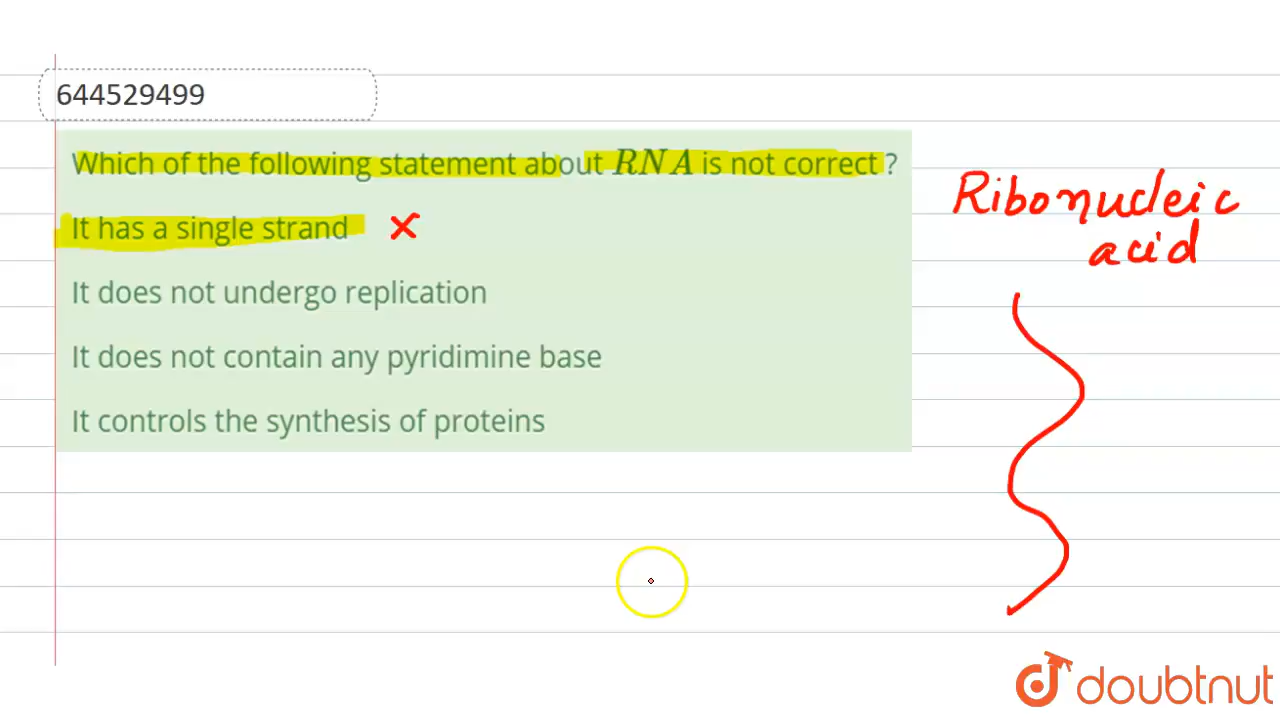 644529499
Which of the following statement about RNA is not correct ?
It has a single strand ×
It does not undergo replication
It does not contain any pyridimine base
It controls the synthesis of proteins
Ribonucleic
acid
doubtnut